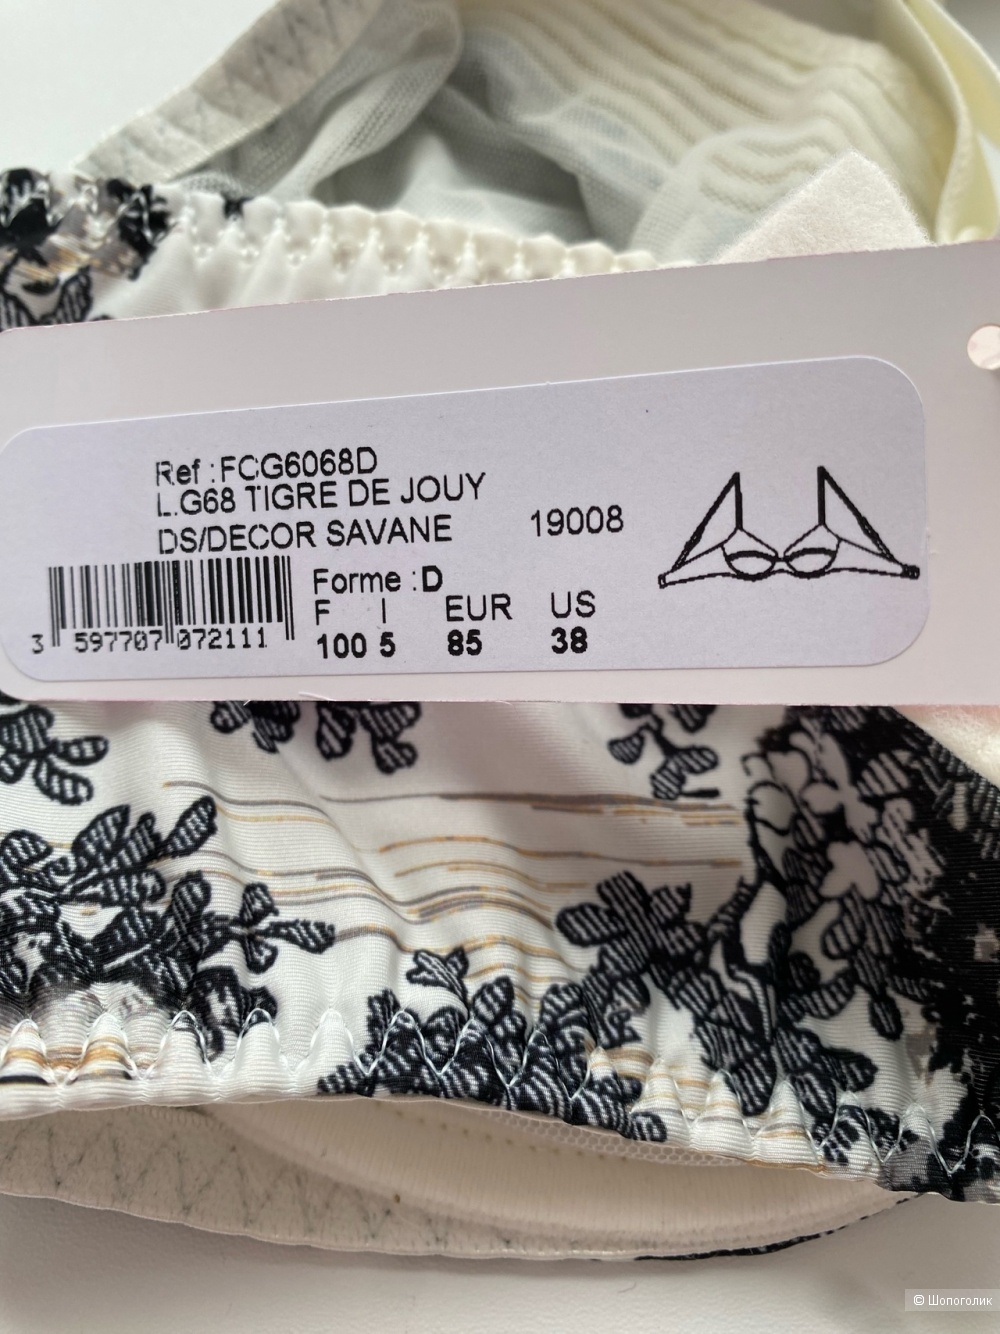 Ref :FCG6068D
L.G68 TIGRE DE JOUY
DS/DECOR SAVANE 19008
Forme :D
F I EUR US
100 5 85 38
3 597707 072111
© Шопоголик